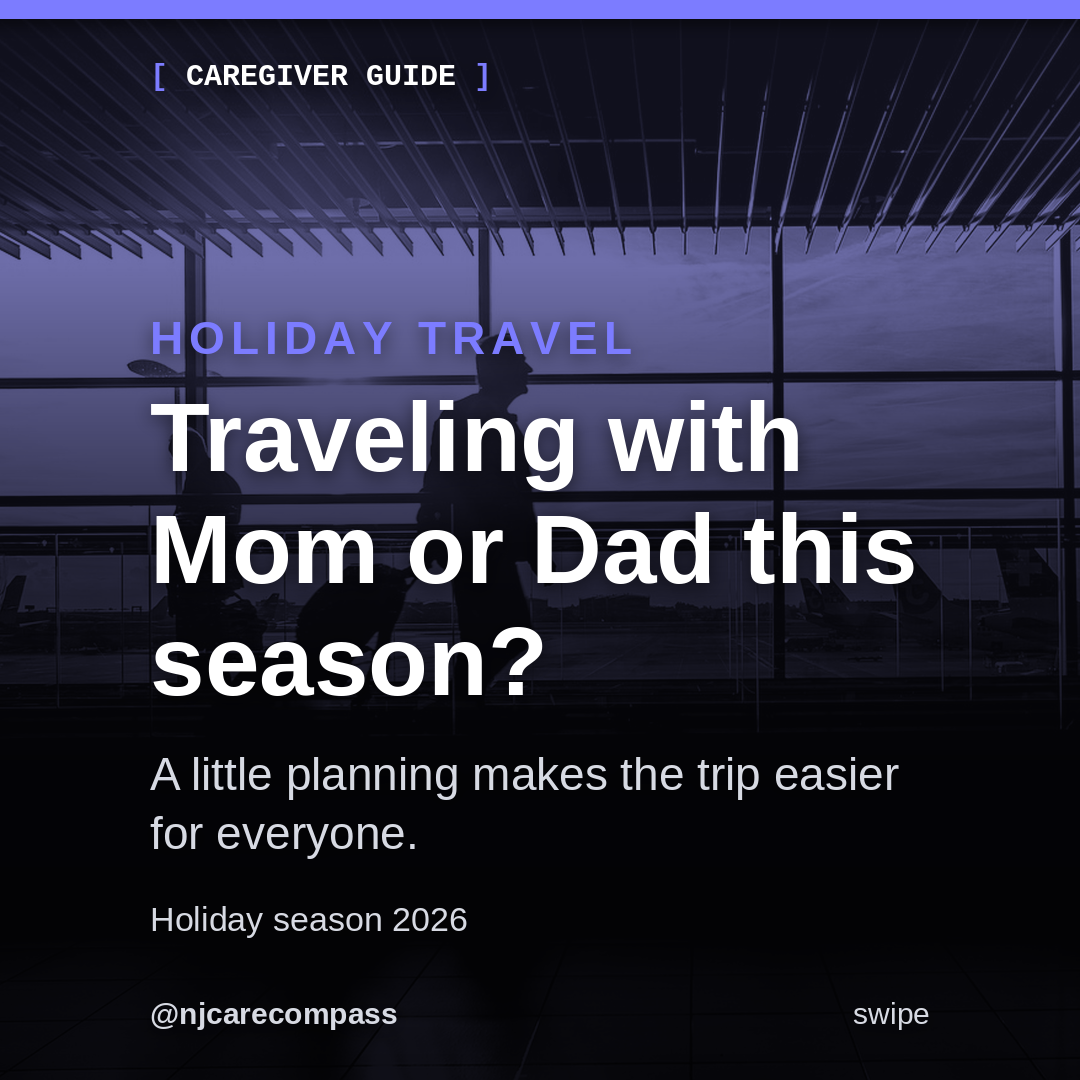 [ CAREGIVER GUIDE ]
HOLIDAY TRAVEL
Traveling with
Mom or Dad this
season?
A little planning makes the trip easier
for everyone.
Holiday season 2026
@njcarecompass
swipe